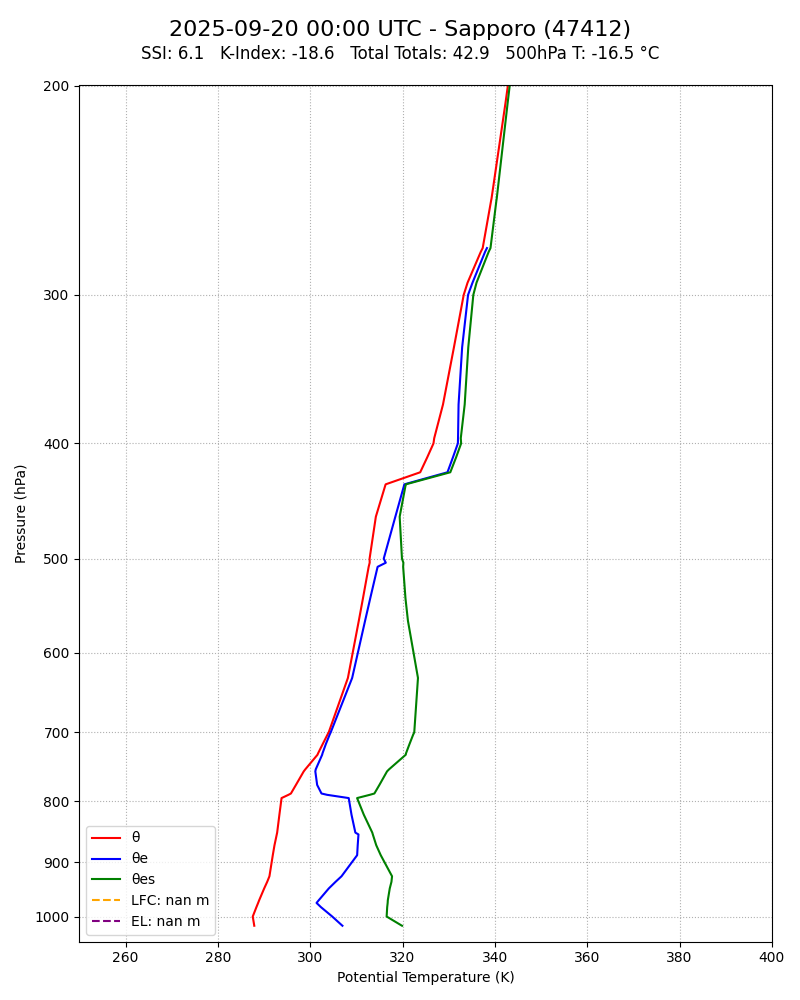 2025-09-20 00:00 UTC - Sapporo (47412)
SSI: 6.1   K-Index: -18.6   Total Totals: 42.9   500hPa T: -16.5 °C
200
300
400
500
600
700
800
900
1000
Pressure (hPa)
θ
θe
θes
LFC: nan m
EL: nan m
260 280 300 320 340 360 380 400
Potential Temperature (K)